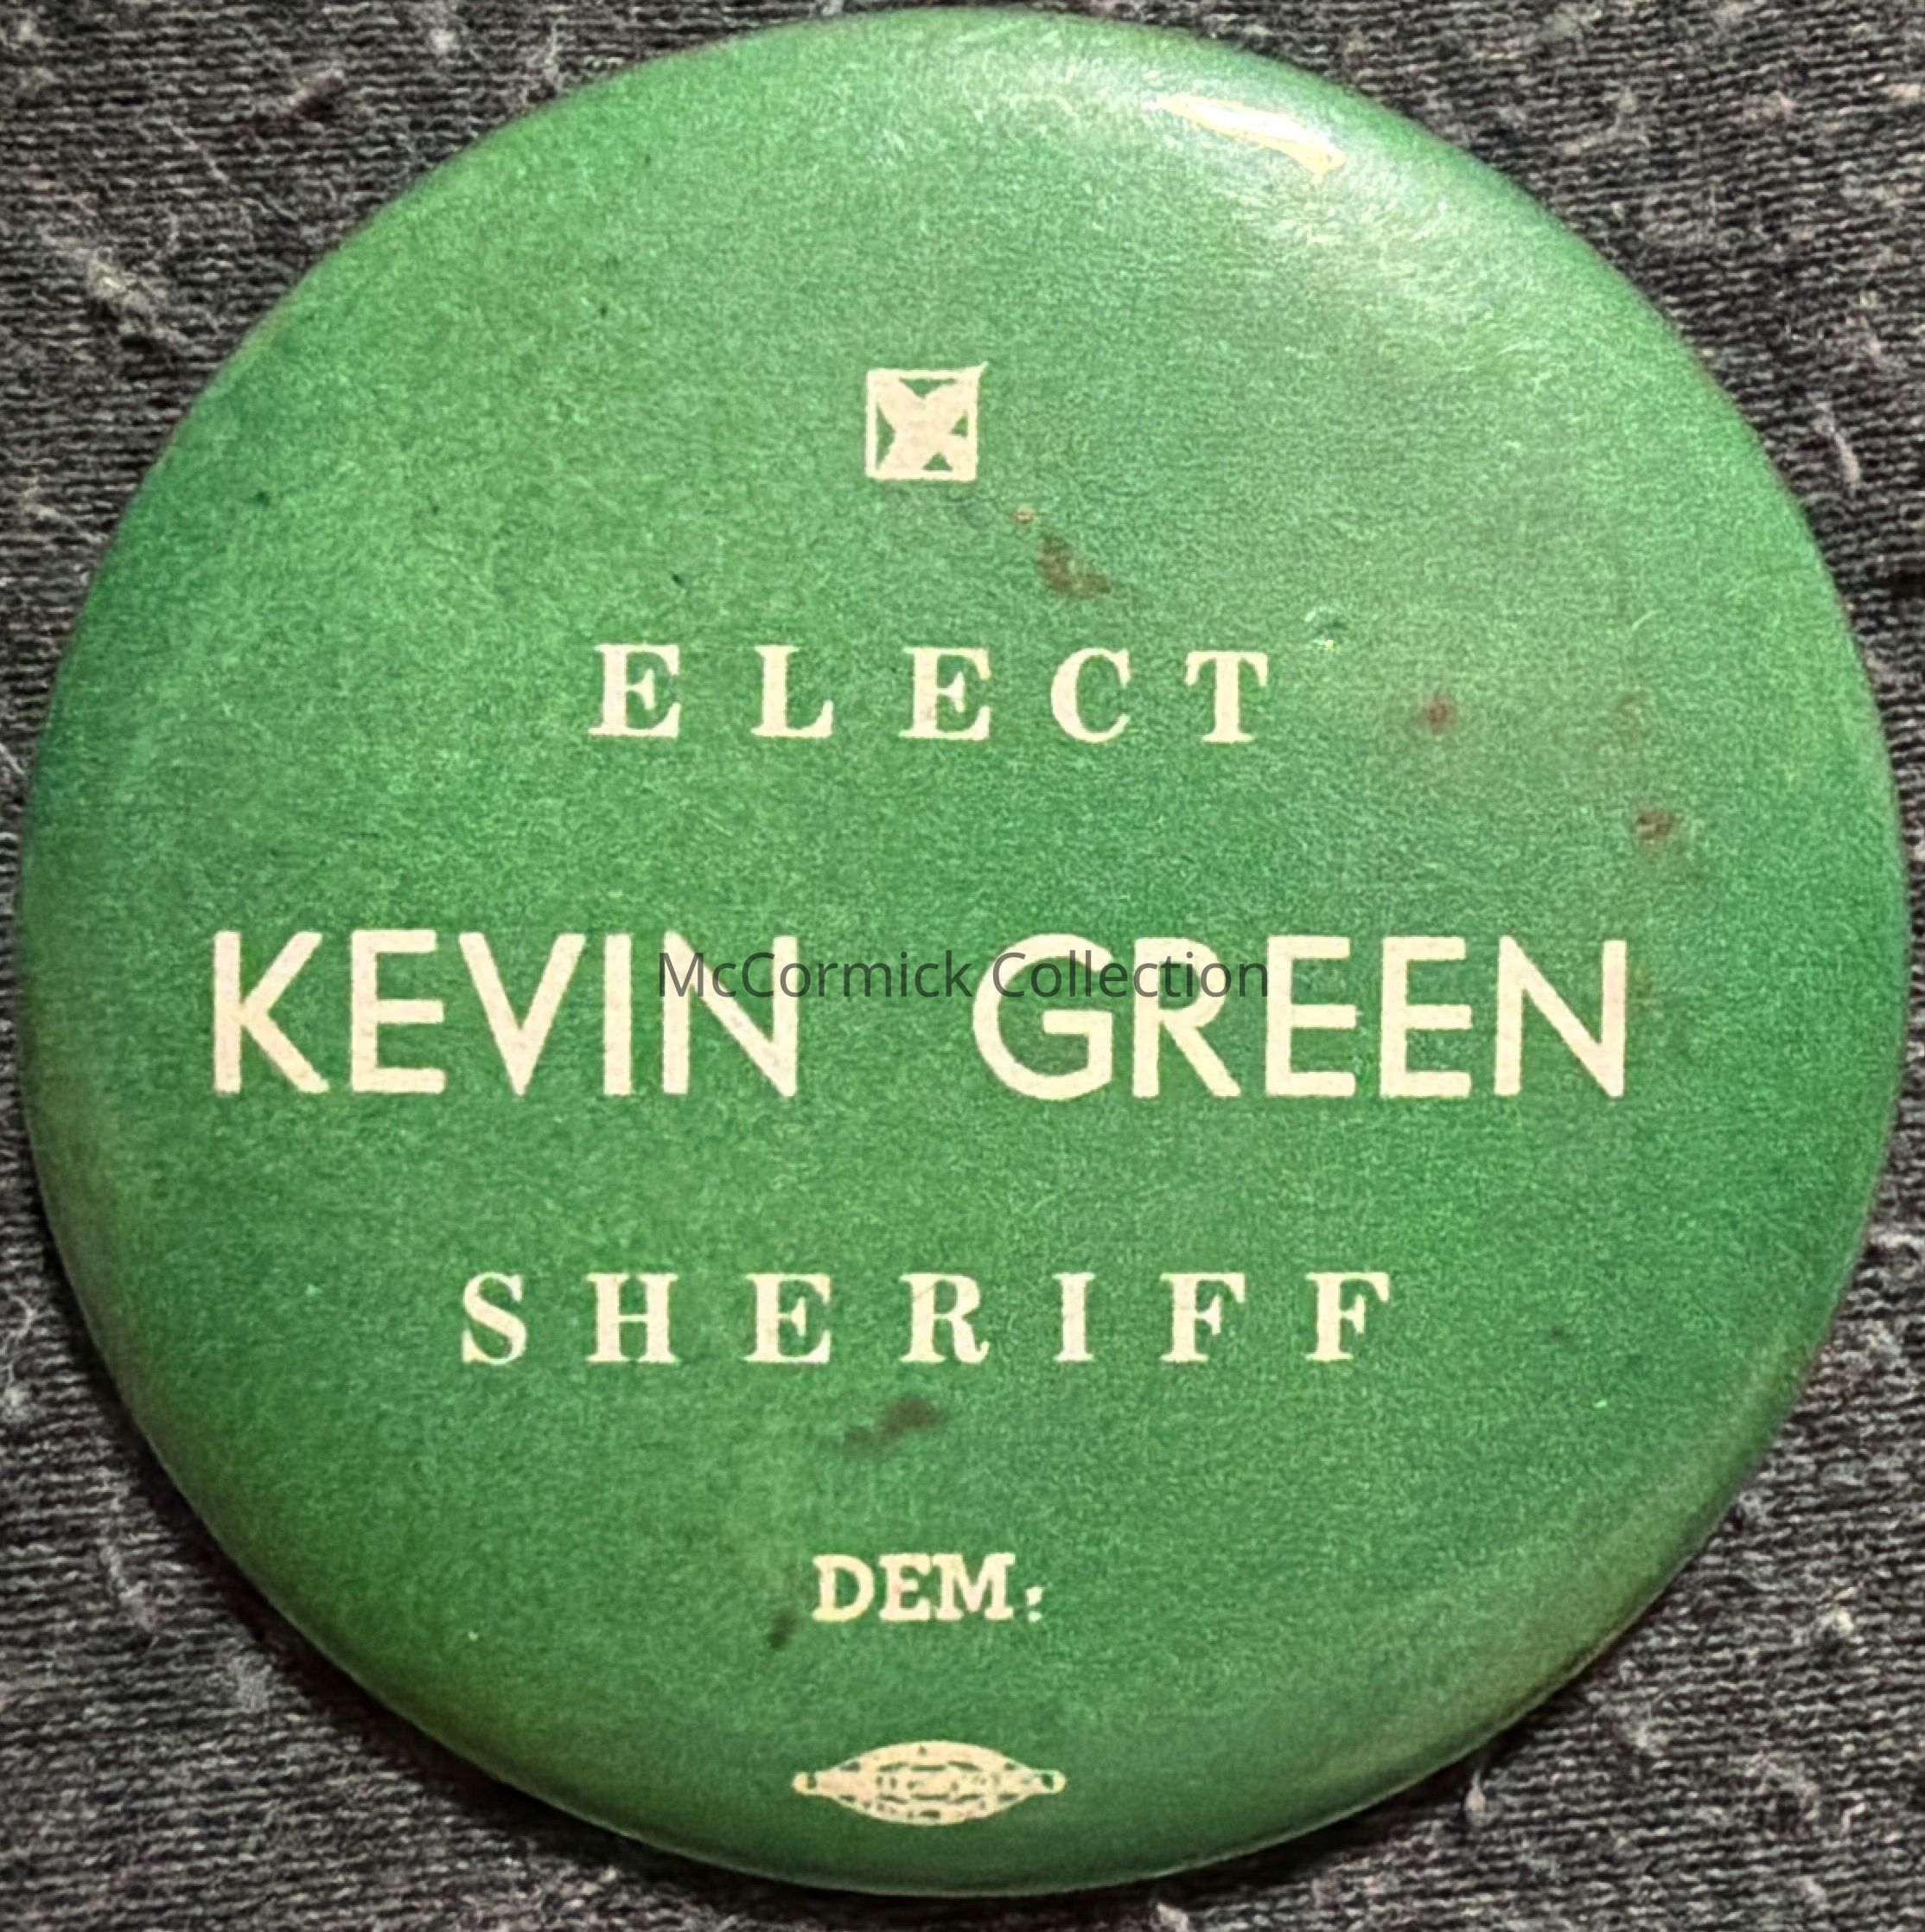 ELECT
KEVIN GREEN
McCormick Collection
SHERIFF
DEM: